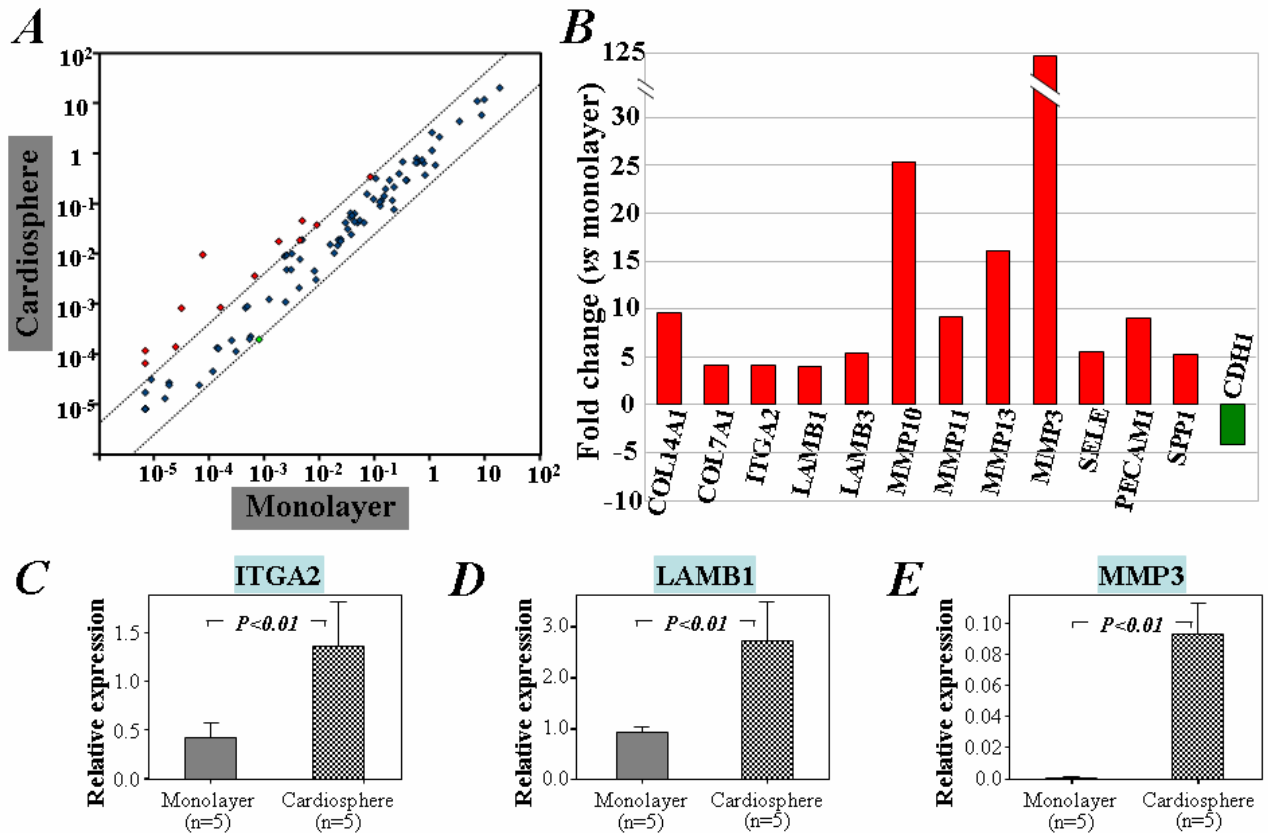 A
Cardiosphere
10²
10
1
10⁻¹
10⁻²
10⁻³
10⁻⁴
10⁻⁵
10⁻⁵ 10⁻⁴ 10⁻³ 10⁻² 10⁻¹ 1 10 10²
Monolayer
B
Fold change (vs monolayer)
125
30
25
20
15
10
5
0
-5
-10
COL14A1
COL7A1
ITGA2
LAMB1
LAMB3
MMP10
MMP11
MMP13
MMP3
SELE
PECAM1
SPP1
CDH1
C
ITGA2
Relative expression
1.5
1.0
0.5
0.0
P<0.01
Monolayer Cardiosphere
(n=5) (n=5)
D
LAMB1
Relative expression
3.0
2.0
1.0
0.0
P<0.01
Monolayer Cardiosphere
(n=5) (n=5)
E
MMP3
Relative expression
0.10
0.08
0.06
0.04
0.02
0.0
P<0.01
Monolayer Cardiosphere
(n=5) (n=5)